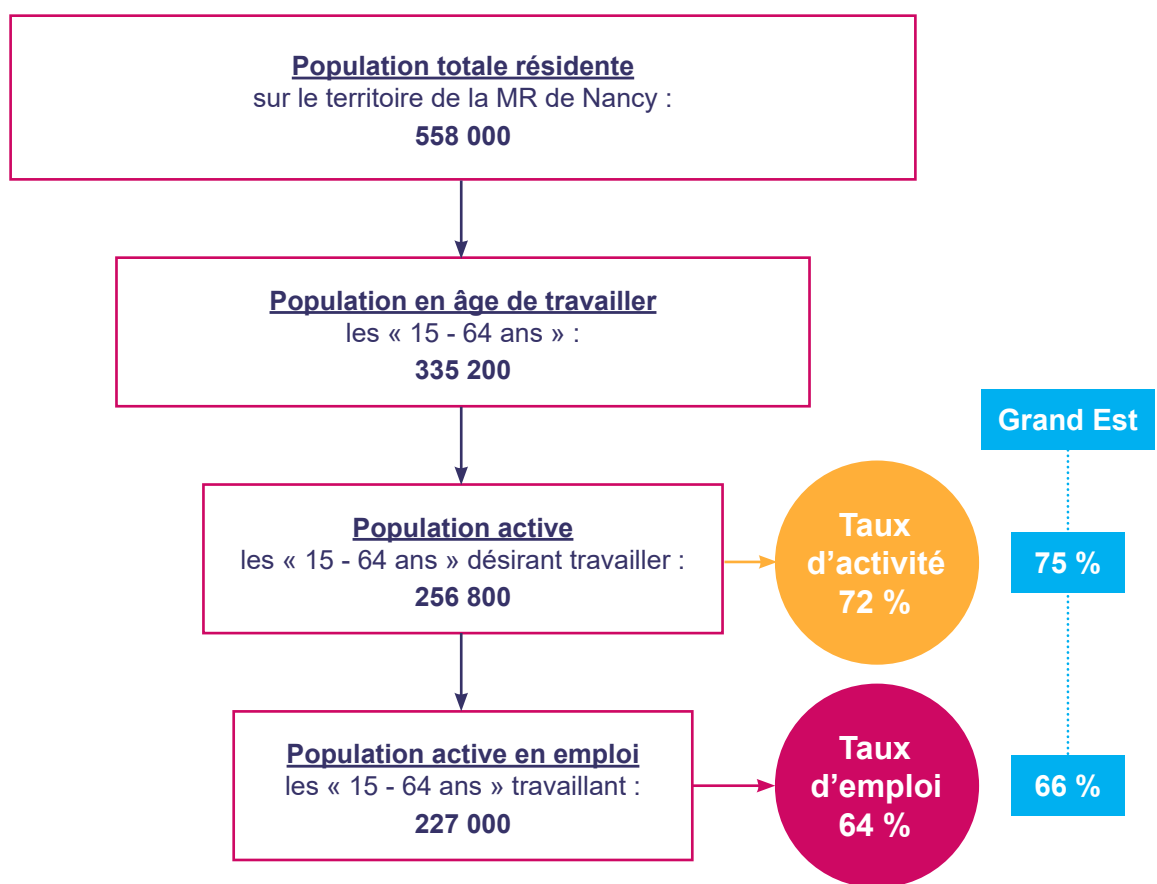 Population totale résidente
sur le territoire de la MR de Nancy :
558 000
Population en âge de travailler
les « 15 - 64 ans » :
335 200
Grand Est
Population active
les « 15 - 64 ans » désirant travailler :
256 800
Taux
d’activité
72 %
75 %
Population active en emploi
les « 15 - 64 ans » travaillant :
227 000
Taux
d’emploi
64 %
66 %